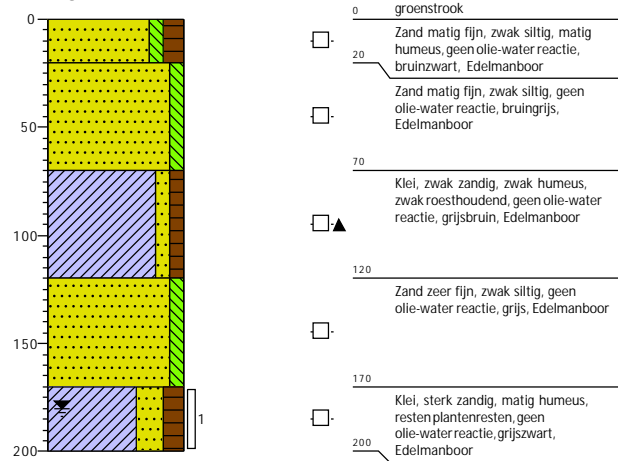 0
50
100
150
200
1
0
groenstrook
Zand matig fijn, zwak siltig, matig
humeus, geen olie-water reactie,
bruinzwart, Edelmanboor
20
Zand matig fijn, zwak siltig, geen
olie-water reactie, bruingrijs,
Edelmanboor
70
Klei, zwak zandig, zwak humeus,
zwak roesthoudend, geen olie-water
reactie, grijsbruin, Edelmanboor
120
Zand zeer fijn, zwak siltig, geen
olie-water reactie, grijs, Edelmanboor
170
Klei, sterk zandig, matig humeus,
resten plantenresten, geen
olie-water reactie, grijszwart,
Edelmanboor
200